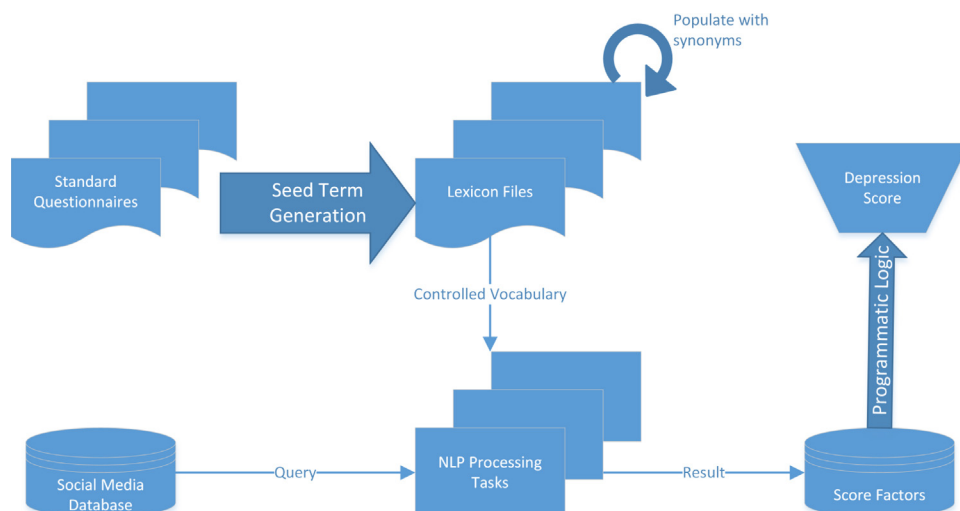 Populate with
synonyms
Standard
Questionnaires
Seed Term
Generation
Lexicon Files
Depression
Score
Controlled Vocabulary
Programmatic Logic
Social Media
Database
Query
NLP Processing
Tasks
Result
Score Factors